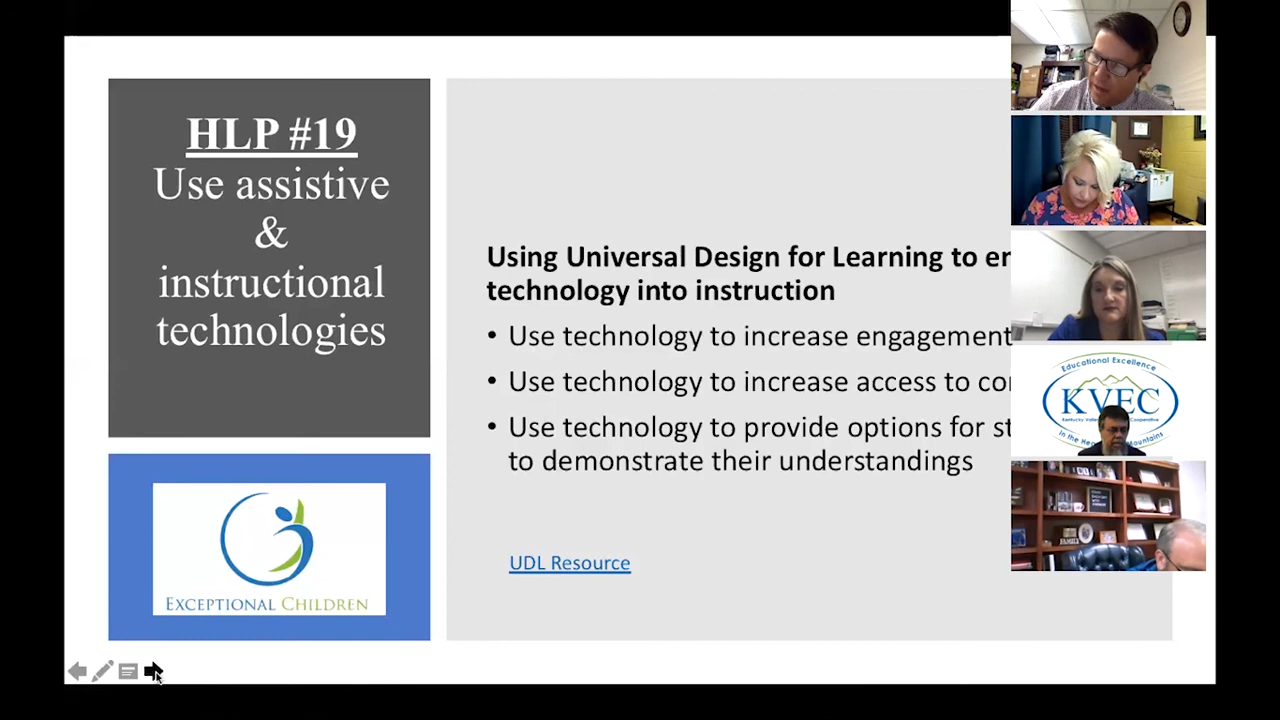 HLP #19
Use assistive
&
instructional
technologies
EXCEPTIONAL CHILDREN
Using Universal Design for Learning to
technology into instruction
• Use technology to increase engagement
• Use technology to increase access to
• Use technology to provide options for
to demonstrate their understandings
UDL Resource
Educational Excellence
KVEC
In the